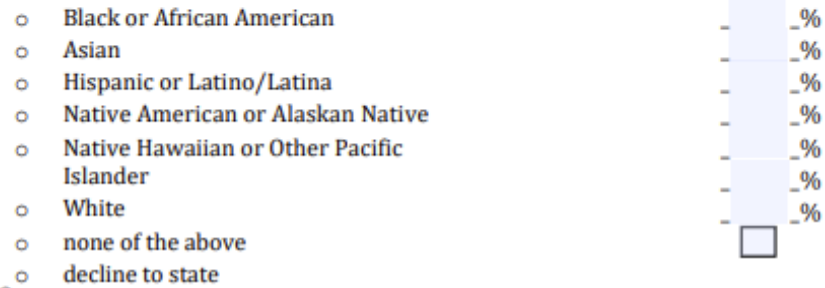 o Black or African American _ _%
o Asian _ _%
o Hispanic or Latino/Latina _ _%
o Native American or Alaskan Native _ _%
o Native Hawaiian or Other Pacific _ _%
Islander _ _%
o White _ _%
o none of the above
o decline to state